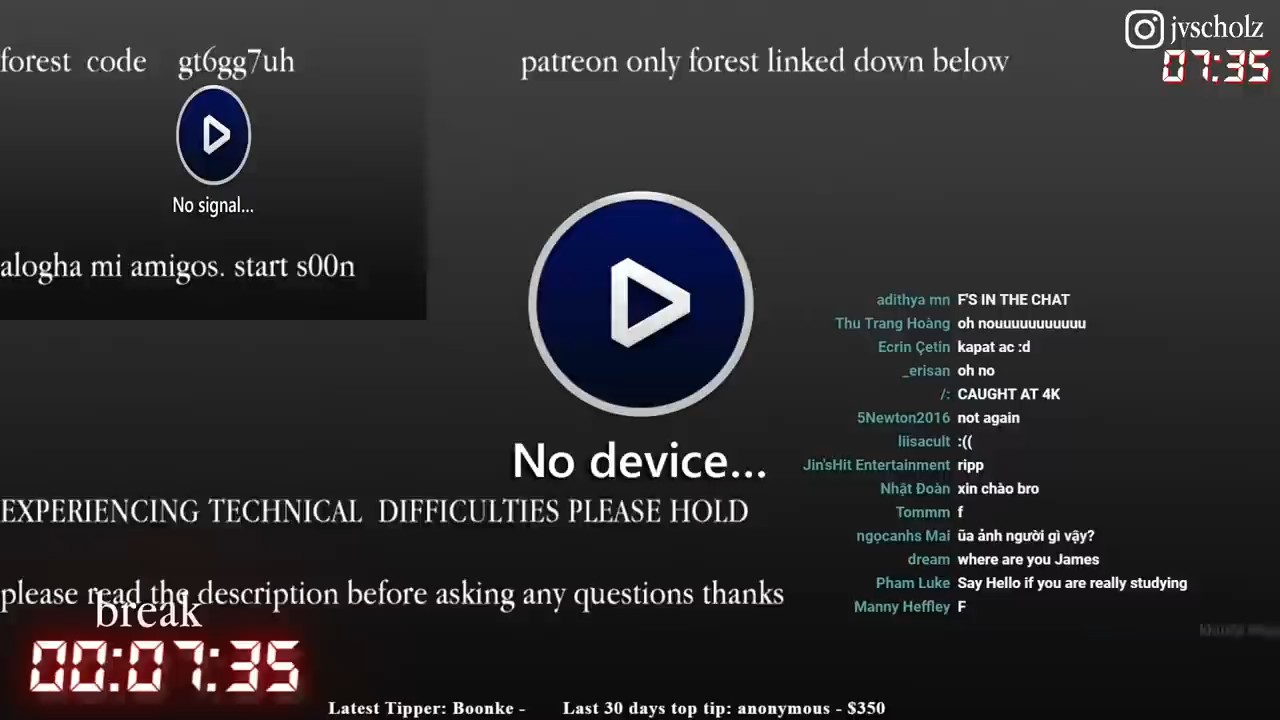 jvscholz
07:35
forest code gt6gg7uh
patreon only forest linked down below
No signal...
alogha mi amigos. start s00n
No device...
adithya mn F'S IN THE CHAT
Thu Trang Hoàng oh nouuuuuuuuuuu
Ecrin Çetin kapat ac :d
_erisan oh no
/: CAUGHT AT 4K
5Newton2016 not again
liisacult :((
Jin'sHit Entertainment ripp
Nhật Đoàn xin chào bro
Tommm f
ngọcanhs Mai ũa ảnh người gì vậy?
dream where are you James
Pham Luke Say Hello if you are really studying
Manny Heffley F
EXPERIENCING TECHNICAL DIFFICULTIES PLEASE HOLD
please read the description before asking any questions thanks
break
00:07:35
Latest Tipper: Boonke - Last 30 days top tip: anonymous - $350